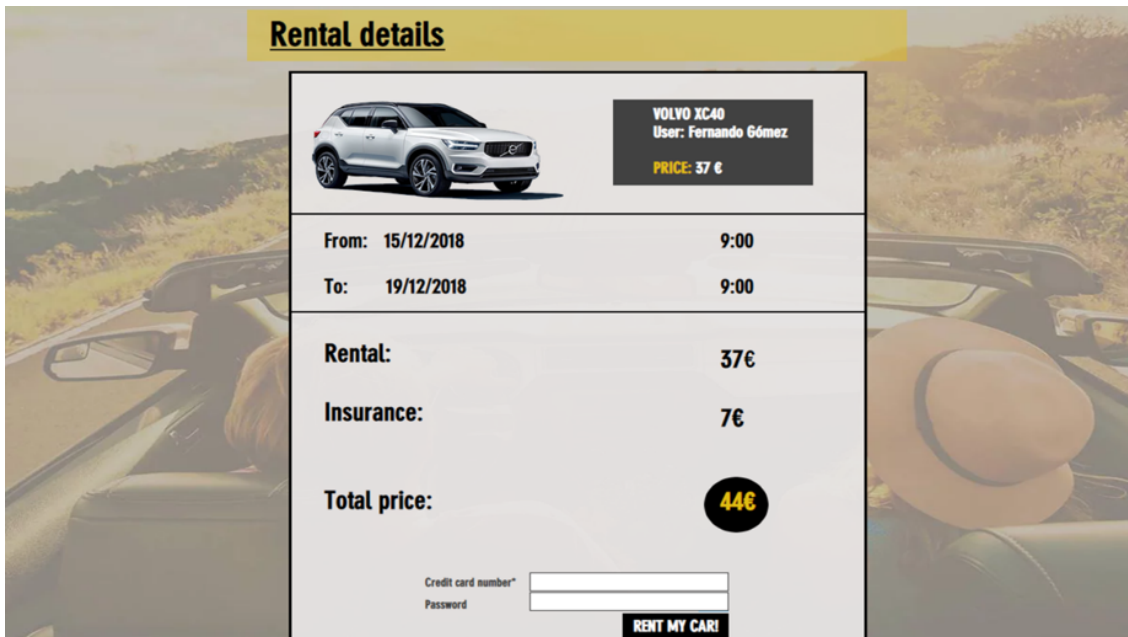 Rental details
VOLVO XC40
User: Fernando Gómez
PRICE: 37 €
From: 15/12/2018 9:00
To: 19/12/2018 9:00
Rental: 37€
Insurance: 7€
Total price: 44€
Credit card number*
Password
RENT MY CAR!